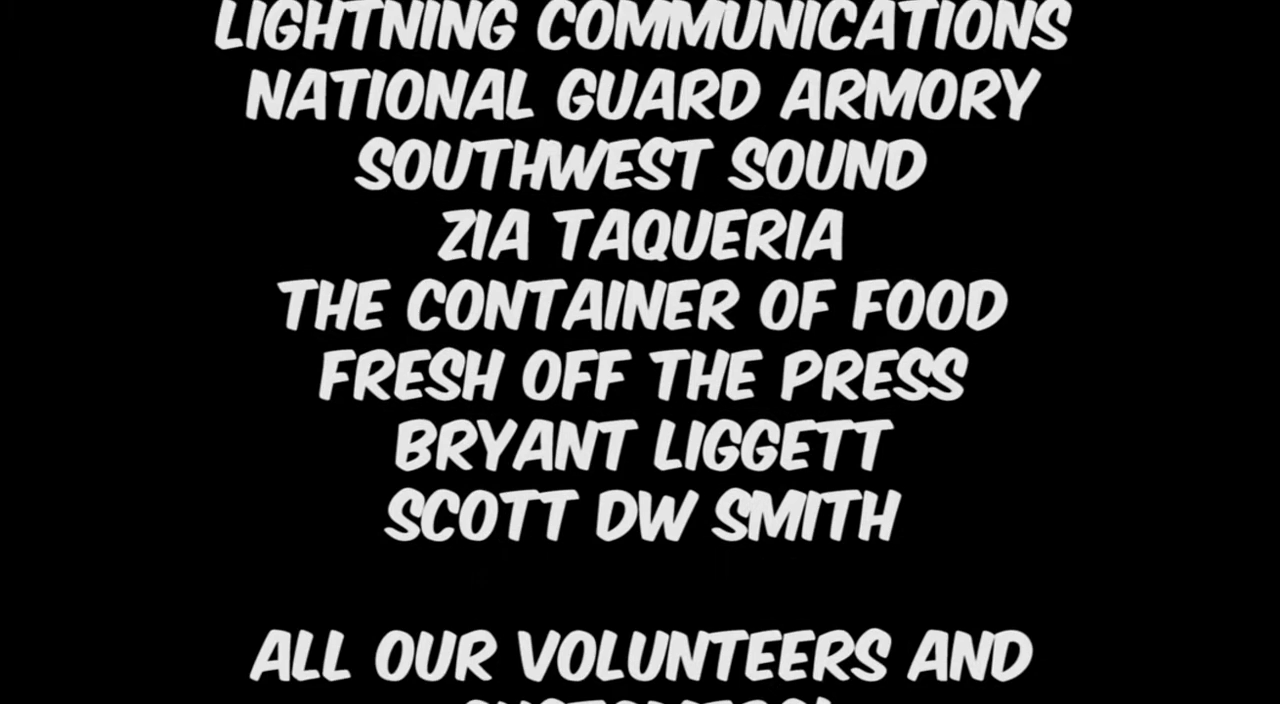 LIGHTNING COMMUNICATIONS
NATIONAL GUARD ARMORY
SOUTHWEST SOUND
ZIA TAQUERIA
THE CONTAINER OF FOOD
FRESH OFF THE PRESS
BRYANT LIGGETT
SCOTT DW SMITH
ALL OUR VOLUNTEERS AND